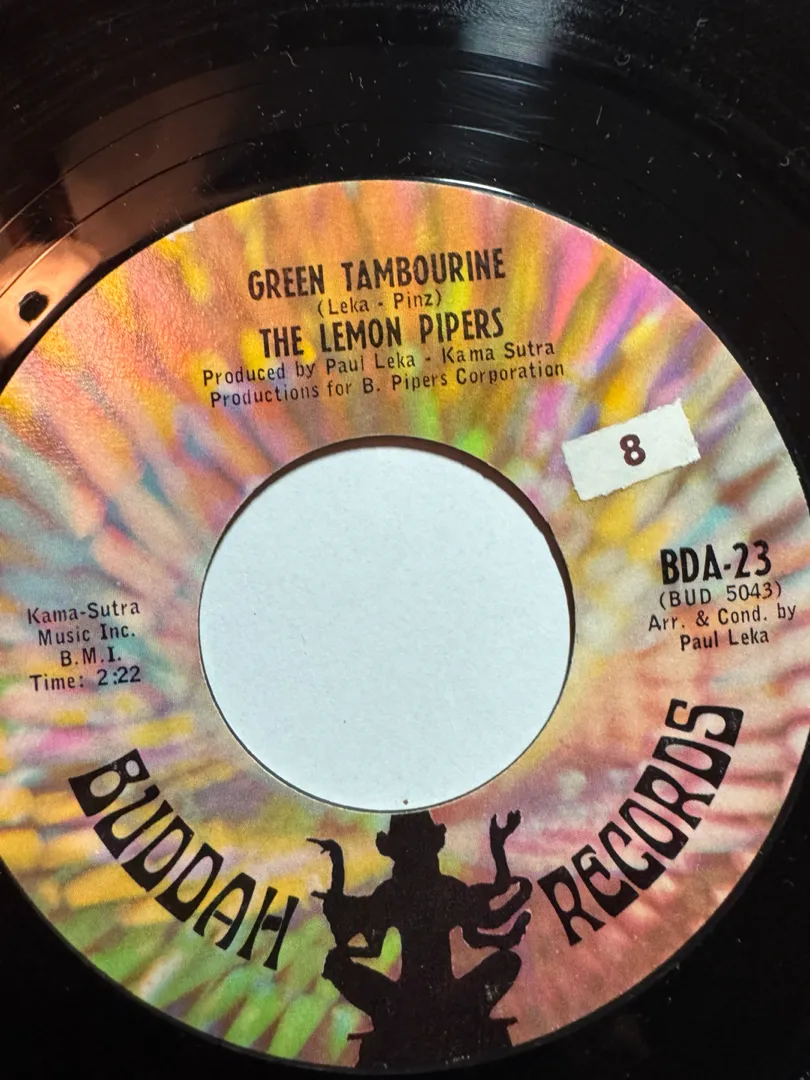 GREEN TAMBOURINE
(Leka - Pinz)
THE LEMON PIPERS
Produced by Paul Leka - Kama Sutra
Productions for B. Pipers Corporation
8
BDA-23
(BUD 5043)
Arr. & Cond. by
Paul Leka
Kama-Sutra
Music Inc.
B.M.I.
Time: 2:22
BUDDAH RECORDS